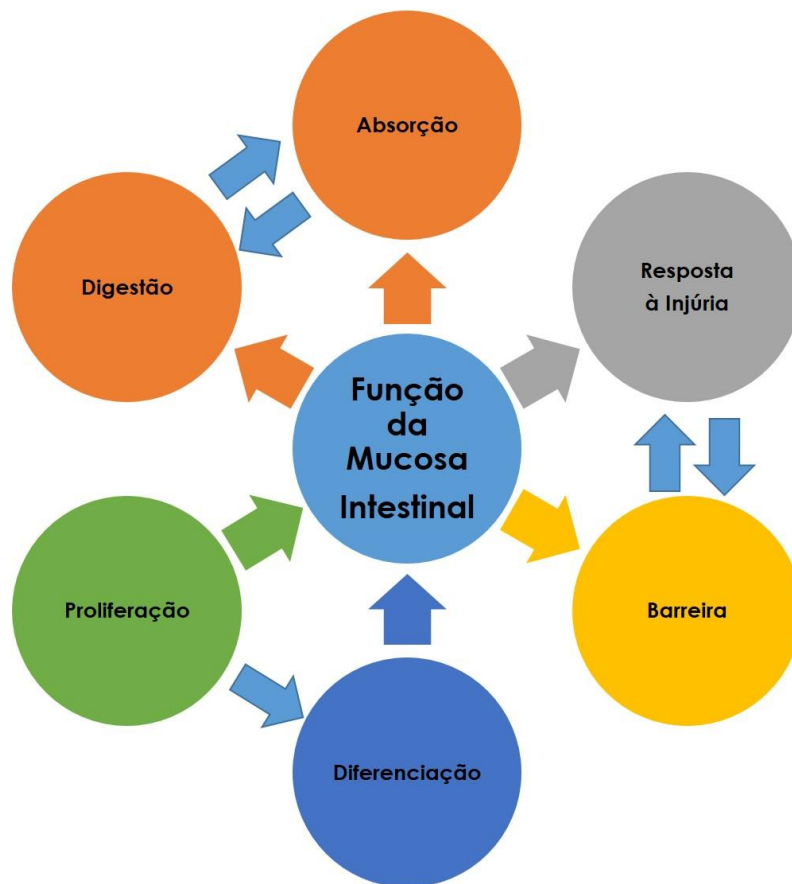 Absorção
Digestão
Resposta
à Injúria
Função
da
Mucosa
Intestinal
Proliferação
Barreira
Diferenciação